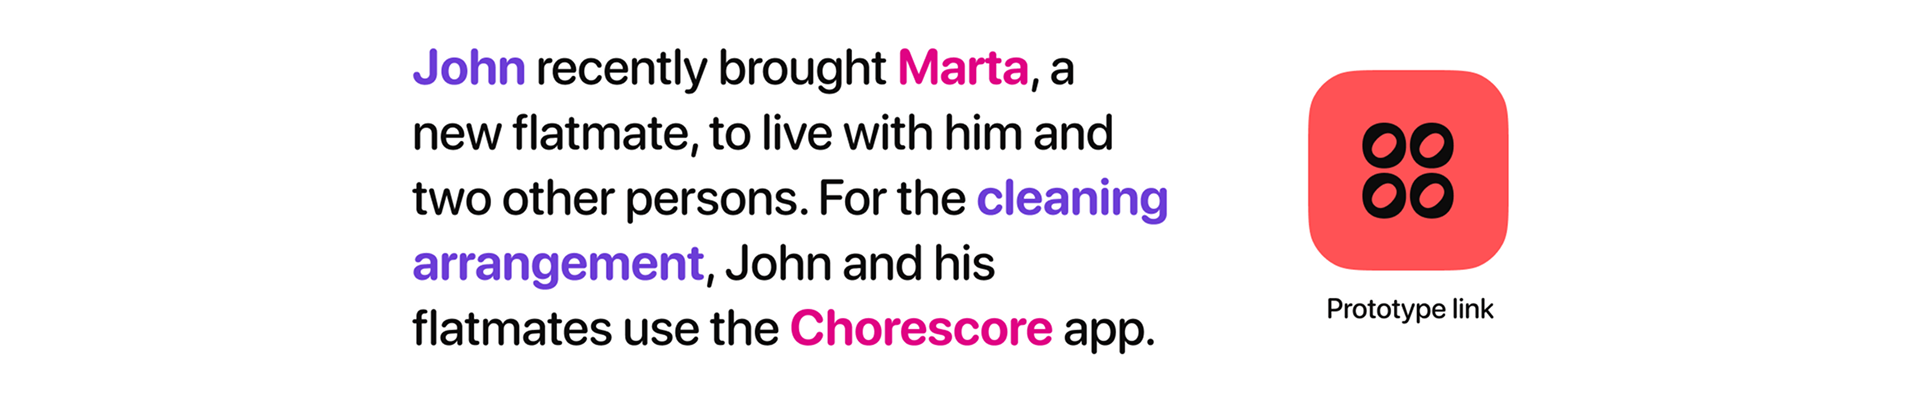 John recently brought Marta, a
new flatmate, to live with him and
two other persons. For the cleaning
arrangement, John and his
flatmates use the Chorescore app.
Prototype link